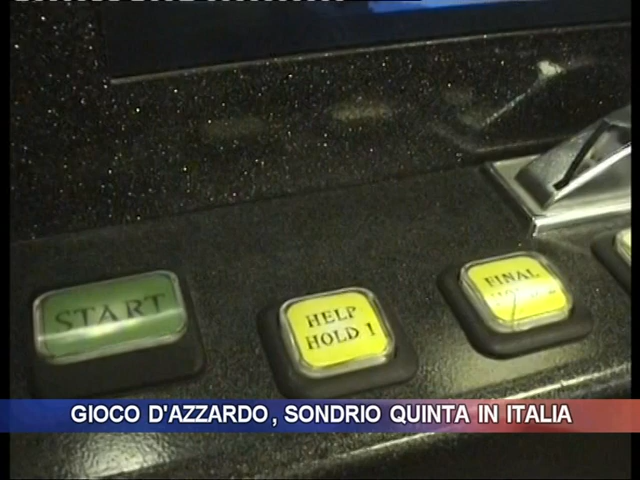 START
HELP
HOLD 1
FINAL
GIOCO D'AZZARDO, SONDRIO QUINTA IN ITALIA